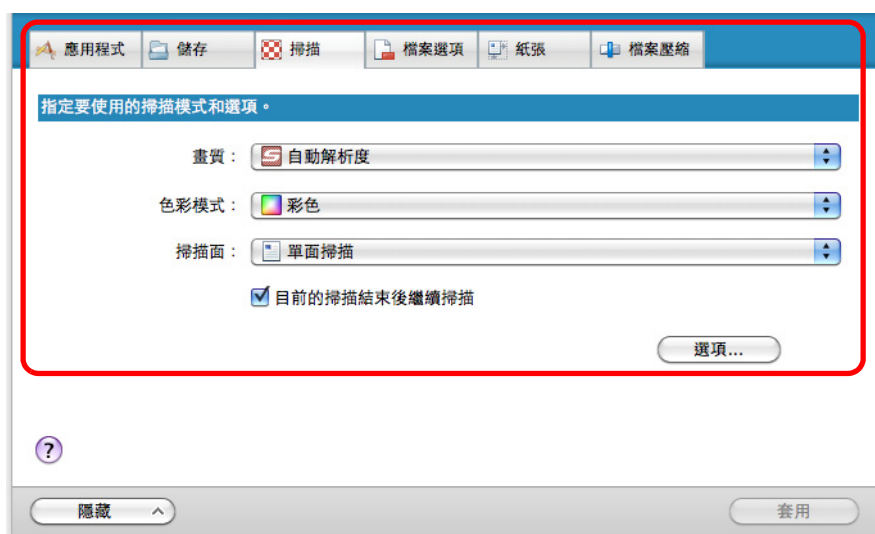 應用程式 儲存 掃描 檔案選項 紙張 檔案壓縮
指定要使用的掃描模式和選項。
畫質： 自動解析度
色彩模式： 彩色
掃描面： 單面掃描
目前的掃描結束後繼續掃描
選項...
?
隱藏 套用